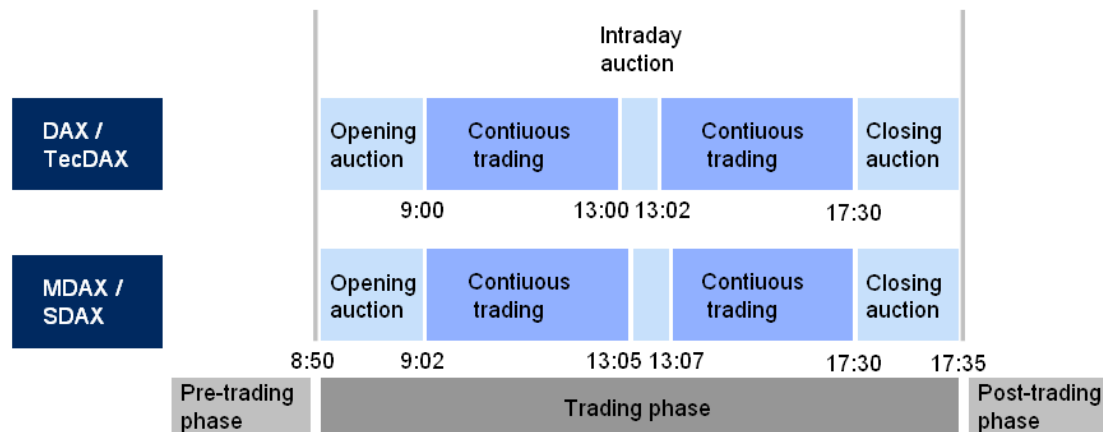 Intraday
auction
DAX /
TecDAX
Opening
auction
Contiuous
trading
Contiuous
trading
Closing
auction
9:00
13:00
13:02
17:30
MDAX /
SDAX
Opening
auction
Contiuous
trading
Contiuous
trading
Closing
auction
8:50
9:02
13:05
13:07
17:30
17:35
Pre-trading
phase
Trading phase
Post-trading
phase